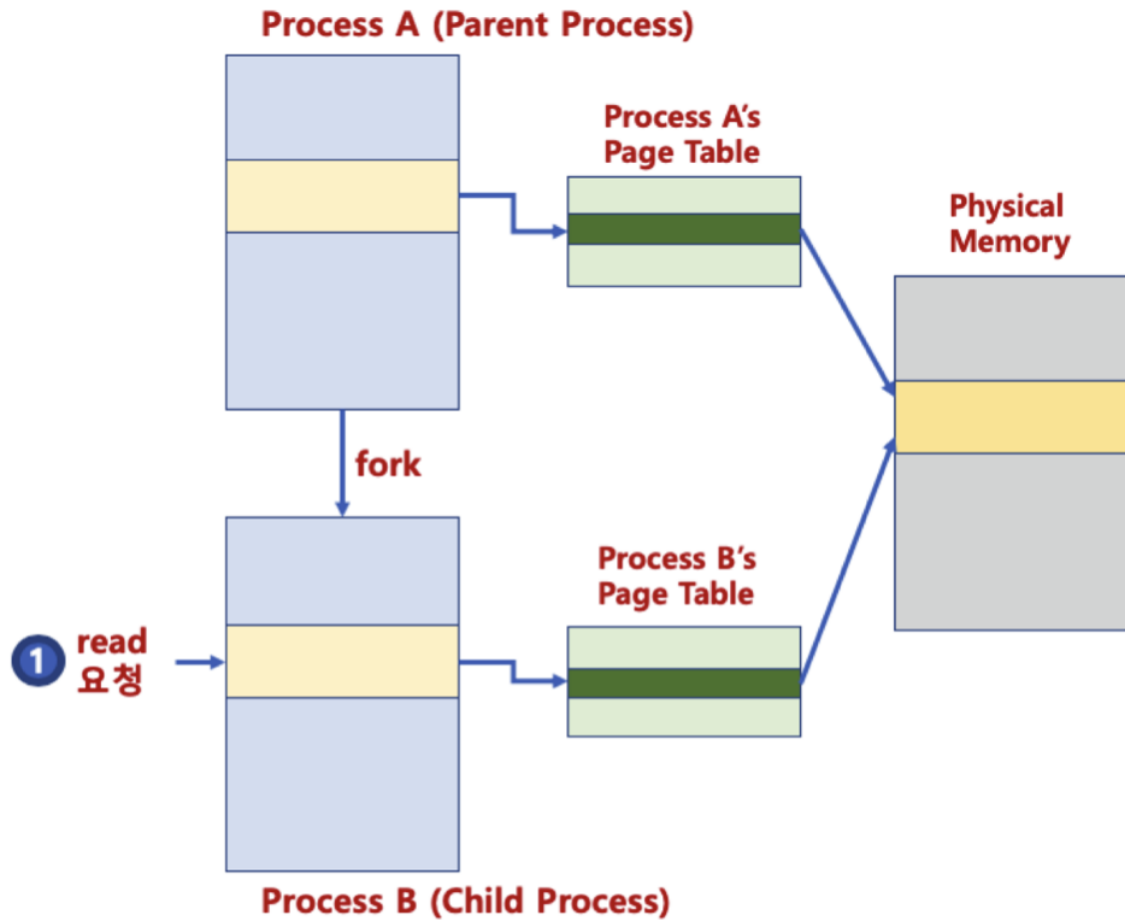 Process A (Parent Process)
Process A's
Page Table
Physical
Memory
fork
Process B's
Page Table
1
read
요청
Process B (Child Process)